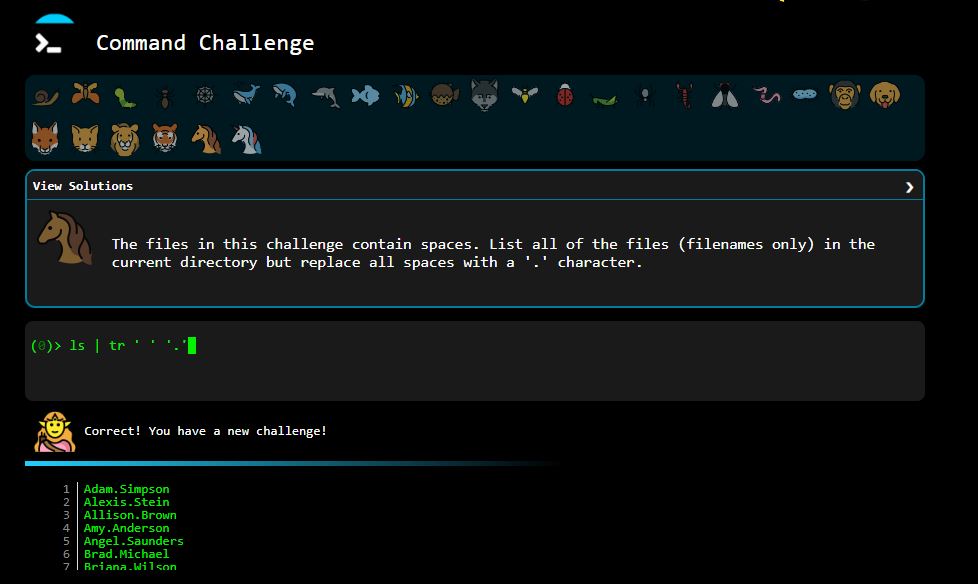 Command Challenge
View Solutions
The files in this challenge contain spaces. List all of the files (filenames only) in the
current directory but replace all spaces with a '.' character.
(0)> ls | tr ' ' '.'
Correct! You have a new challenge!
1 Adam.Simpson
2 Alexis.Stein
3 Allison.Brown
4 Amy.Anderson
5 Angel.Saunders
6 Brad.Michael
7 Briana.Wilson